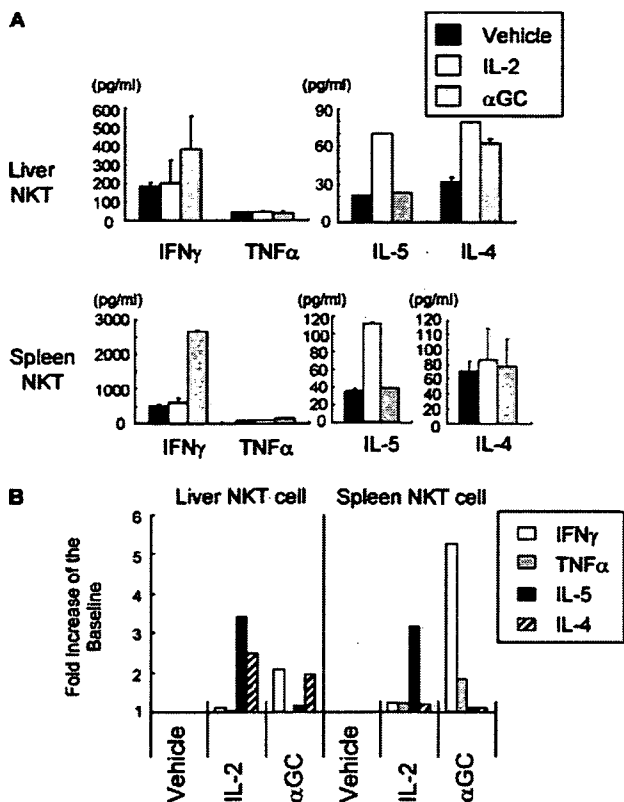 A
Vehicle
IL-2
αGC
(pg/ml)
600
500
400
300
200
100
0
(pg/ml)
90
60
30
0
Liver
NKT
IFNγ
TNFα
IL-5
IL-4
(pg/ml)
3000
2000
1000
0
(pg/ml)
120
100
80
60
40
20
(pg/ml)
120
100
80
60
40
20
0
Spleen
NKT
IFNγ
TNFα
IL-5
IL-4
B
Liver NKT cell
Spleen NKT cell
Fold Increase of the
Baseline
6
5
4
3
2
1
IFNγ
TNFα
IL-5
IL-4
Vehicle
IL-2
αGC
Vehicle
IL-2
αGC